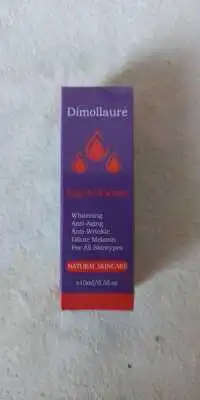 Dimollaure
Whitening
Anti-Aging
Anti-Wrinkle
Dilute Melanin
For All Skintypes
NATURAL SKINCARE